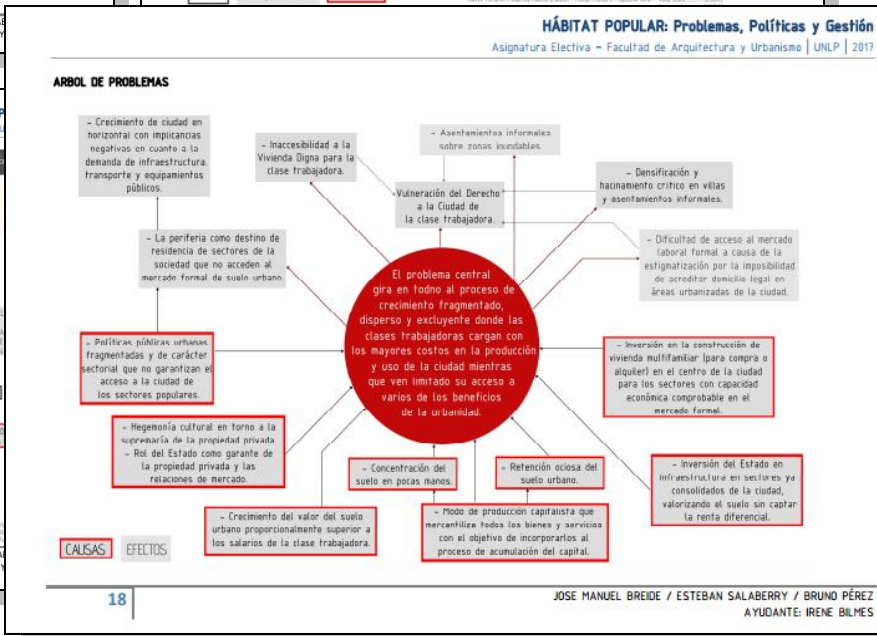 HÁBITAT POPULAR: Problemas, Políticas y Gestión
Asignatura Electiva – Facultad de Arquitectura y Urbanismo | UNLP | 2017
ARBOL DE PROBLEMAS
- Crecimiento de ciudad en
horizontal con implicancias
negativas en cuanto a la
demanda de infraestructura,
transporte y equipamientos
públicos.
- Inaccesibilidad a la
Vivienda Digna para la
clase trabajadora.
- Asentamientos informales
sobre zonas inundables.
Vulneración del Derecho
a la Ciudad de
la clase trabajadora.
- Densificación y
hacinamiento crítico en villas
y asentamientos informales.
- La periferia como destino de
residencia de sectores de la
sociedad que no acceden al
mercado formal de suelo urbano.
- Dificultad de acceso al mercado
laboral formal a causa de la
estigmatización por la imposibilidad
de acreditar domicilio legal en
áreas urbanizadas de la ciudad.
El problema central
gira en todno al proceso de
crecimiento fragmentado,
disperso y excluyente donde las
clases trabajadoras cargan con
los mayores costos en la producción
y uso de la ciudad mientras
que ven limitado su acceso a
varios de los beneficios
de la urbanidad.
- Políticas públicas urbanas
fragmentadas y de carácter
sectorial que no garantizan el
acceso a la ciudad de
los sectores populares.
- Inversión en la construcción de
vivienda multifamiliar (para compra o
alquiler) en el centro de la ciudad
para los sectores con capacidad
económica comprobable en el
mercado formal.
- Hegemonía cultural en torno a la
supremacía de la propiedad privada.
- Rol del Estado como garante de
la propiedad privada y las
relaciones de mercado.
- Concentración del
suelo en pocas manos.
- Retención ociosa del
suelo urbano.
- Inversión del Estado en
infraestructura en sectores ya
consolidados de la ciudad,
valorizando el suelo sin captar
la renta diferencial.
- Crecimiento del valor del suelo
urbano proporcionalmente superior a
los salarios de la clase trabajadora.
- Modo de producción capitalista que
mercantiliza todos los bienes y servicios
con el objetivo de incorporarlos al
proceso de acumulación del capital.
CAUSAS
EFECTOS
18
JOSE MANUEL BREIDE / ESTEBAN SALABERRY / BRUNO PÉREZ
AYUDANTE: IRENE BILMES